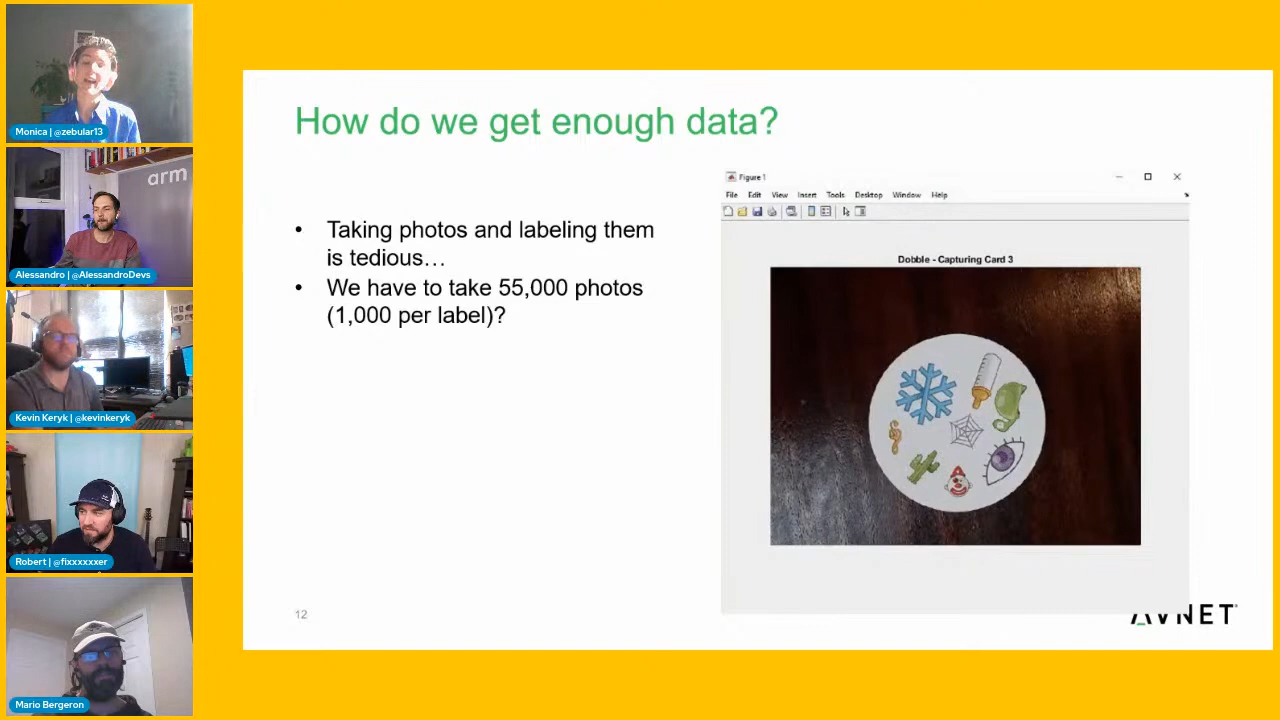 Monica | @zebular13
arm
Alessandro | @AlessandroDevs
Kevin Keryk | @kevinkeryk
Robert | @fixxxxxxer
Mario Bergeron
How do we get enough data?
• Taking photos and labeling them
is tedious…
• We have to take 55,000 photos
(1,000 per label)?
Figure 1
File Edit View Insert Tools Desktop Window Help
Dobble - Capturing Card 3
12
AVNET